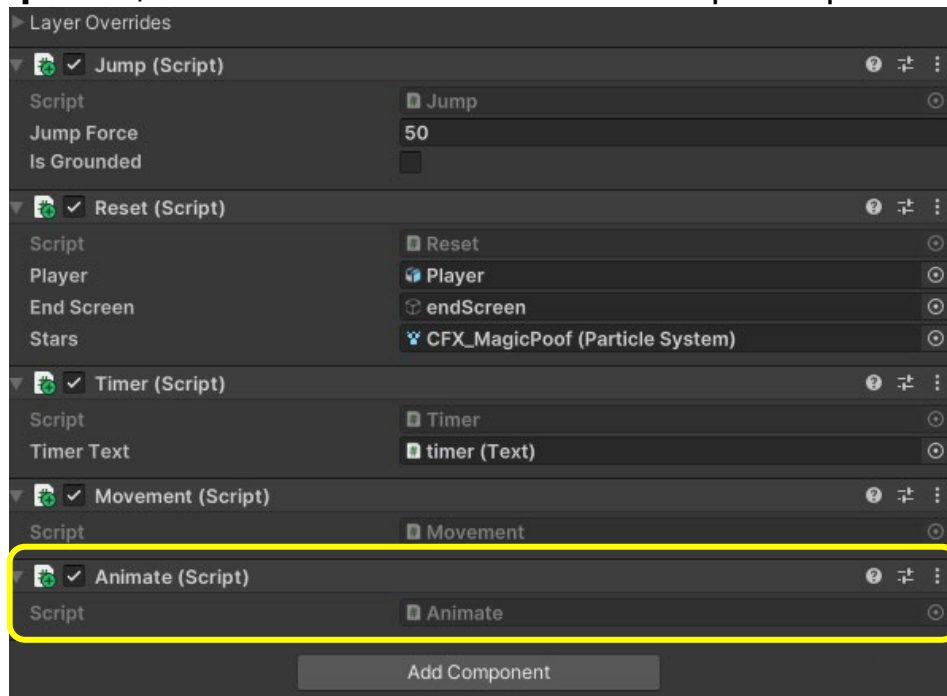 Layer Overrides
Jump (Script)
Script Jump
Jump Force 50
Is Grounded
Reset (Script)
Script Reset
Player Player
End Screen endScreen
Stars CFX_MagicPoof (Particle System)
Timer (Script)
Script Timer
Timer Text timer (Text)
Movement (Script)
Script Movement
Animate (Script)
Script Animate
Add Component